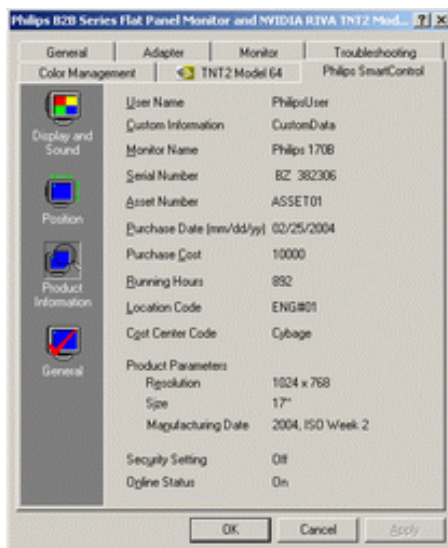 Philips B2B Series Flat Panel Monitor and NVIDIA RIVA TNT2 Mod...
General Adapter Monitor Troubleshooting
Color Management TNT2 Model 64 Philips SmartControl
Display and Sound
Position
Product Information
General
User Name PhilipsUser
Custom Information CustomData
Monitor Name Philips 170B
Serial Number BZ 382306
Asset Number ASSET01
Purchase Date (mm/dd/yy) 02/25/2004
Purchase Cost 10000
Running Hours 892
Location Code ENG#01
Cost Center Code Cybage
Product Parameters
Resolution 1024 x 768
Size 17"
Manufacturing Date 2004, ISO Week 2
Security Setting Off
Online Status On
OK Cancel Apply